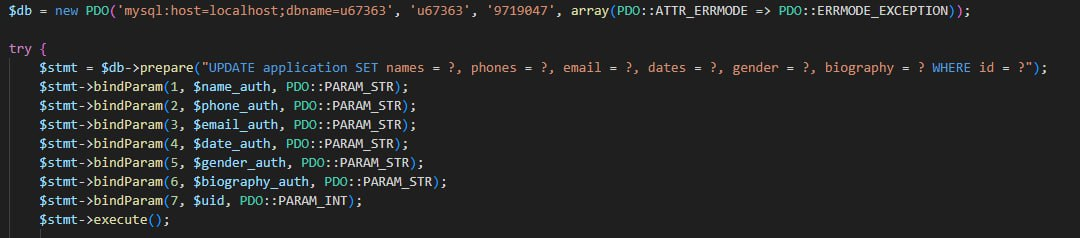 $db = new PDO('mysql:host=localhost;dbname=u67363', 'u67363', '9719047', array(PDO::ATTR_ERRMODE => PDO::ERRMODE_EXCEPTION));
try {
$stmt = $db->prepare("UPDATE application SET names = ?, phones = ?, email = ?, dates = ?, gender = ?, biography = ? WHERE id = ?");
$stmt->bindParam(1, $name_auth, PDO::PARAM_STR);
$stmt->bindParam(2, $phone_auth, PDO::PARAM_STR);
$stmt->bindParam(3, $email_auth, PDO::PARAM_STR);
$stmt->bindParam(4, $date_auth, PDO::PARAM_STR);
$stmt->bindParam(5, $gender_auth, PDO::PARAM_STR);
$stmt->bindParam(6, $biography_auth, PDO::PARAM_STR);
$stmt->bindParam(7, $uid, PDO::PARAM_INT);
$stmt->execute();